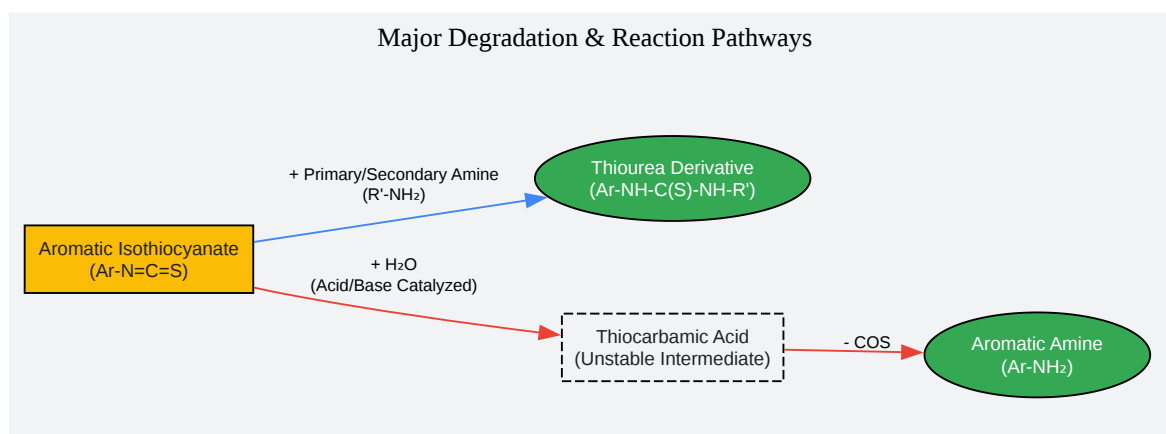 Major Degradation & Reaction Pathways
+ Primary/Secondary Amine
(R'-NH₂)
Thiourea Derivative
(Ar-NH-C(S)-NH-R')
Aromatic Isothiocyanate
(Ar-N=C=S)
+ H₂O
(Acid/Base Catalyzed)
Thiocarbamic Acid
(Unstable Intermediate)
- COS
Aromatic Amine
(Ar-NH₂)